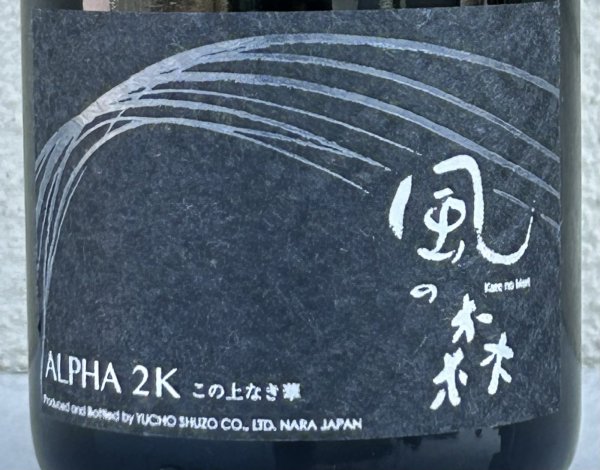 風の森
Kaze no Mori
ALPHA 2K この上なき華
Produced and Bottled by YUCHO SHUZO CO., LTD. NARA JAPAN